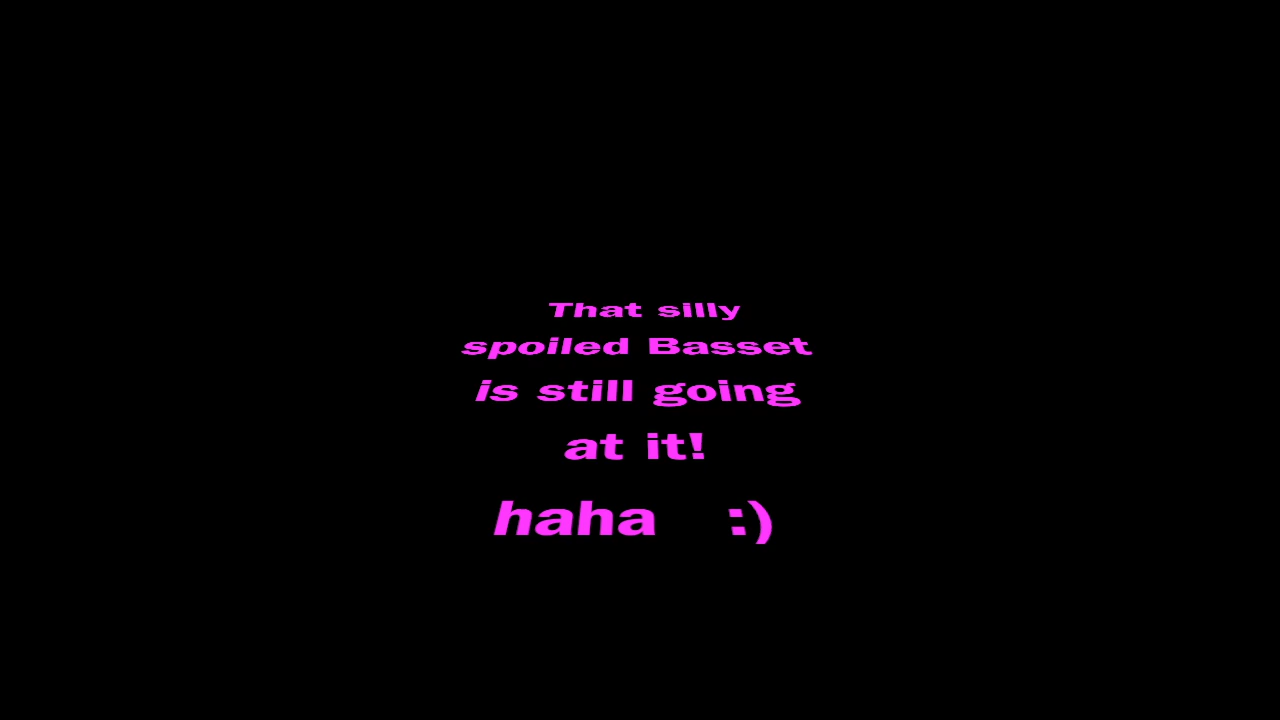 That silly
spoiled Basset
is still going
at it!
haha :)